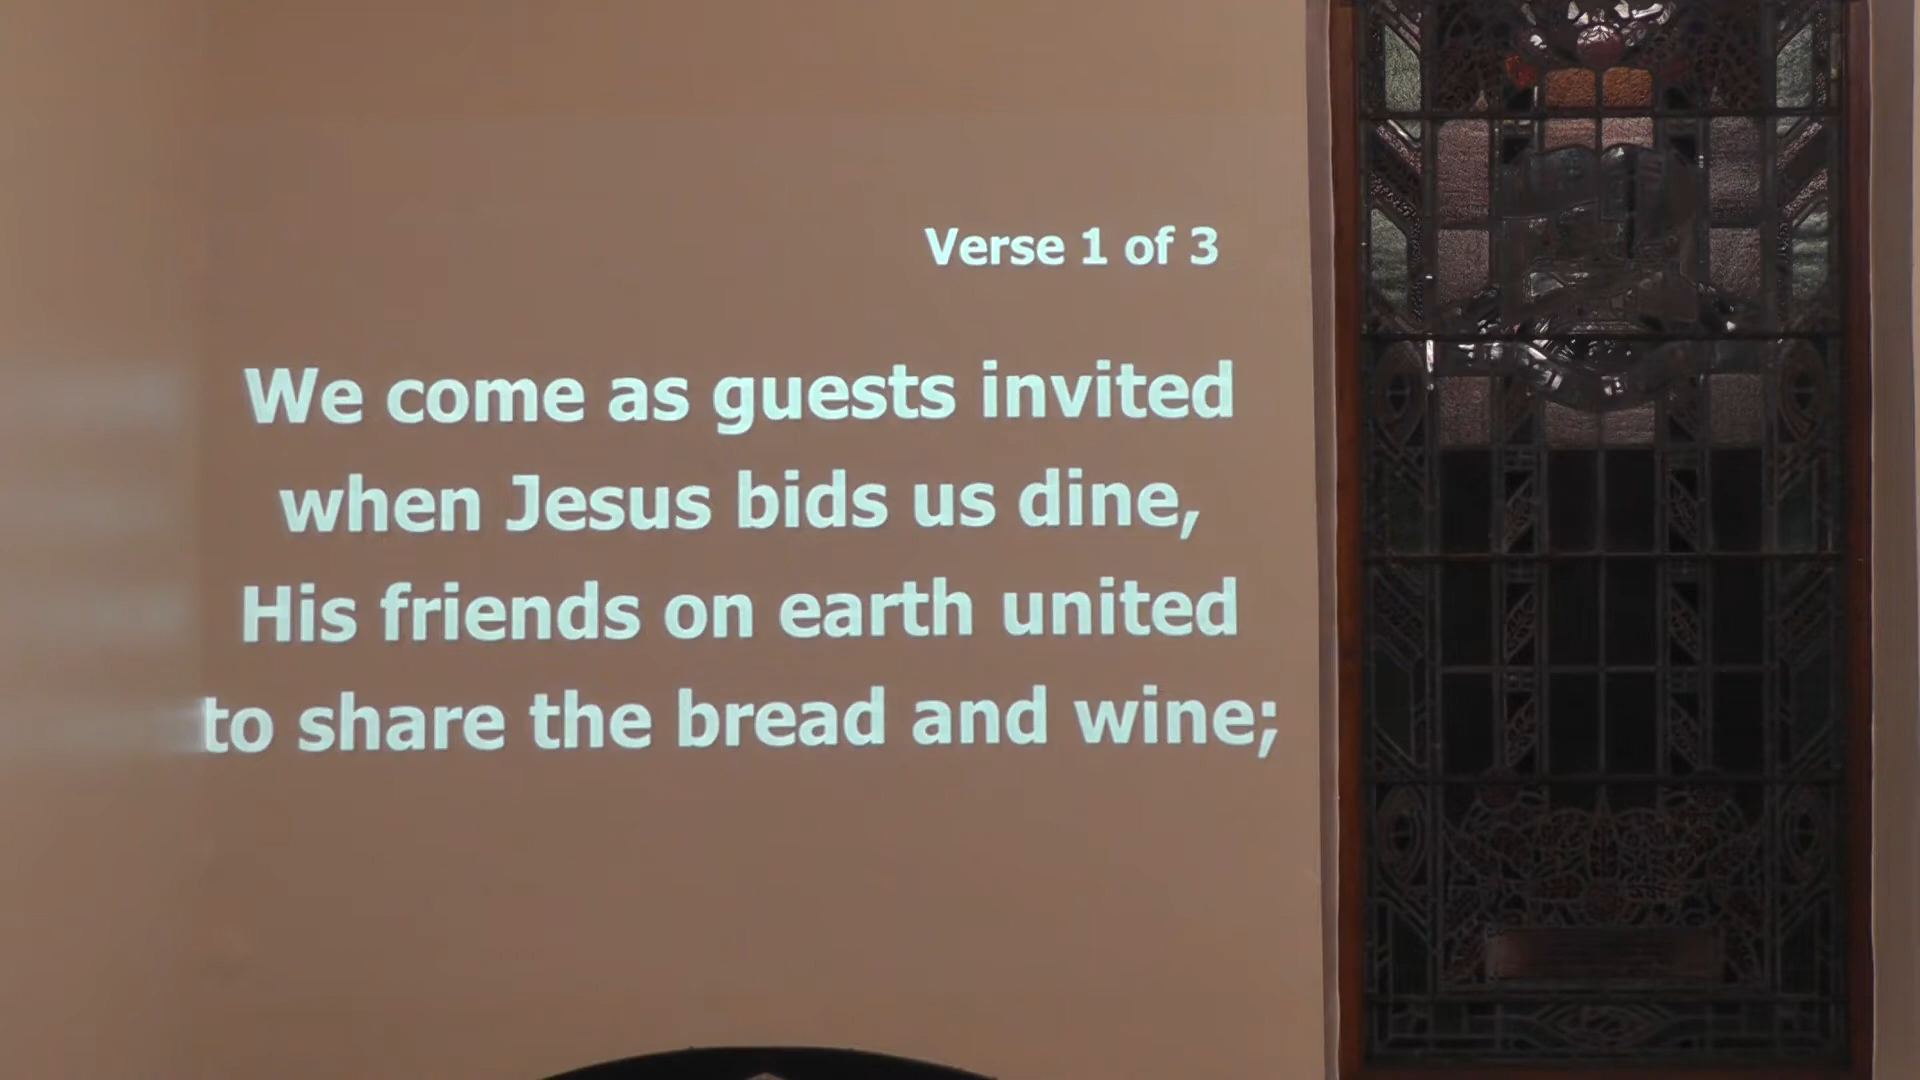 Verse 1 of 3
We come as guests invited
when Jesus bids us dine,
His friends on earth united
to share the bread and wine;